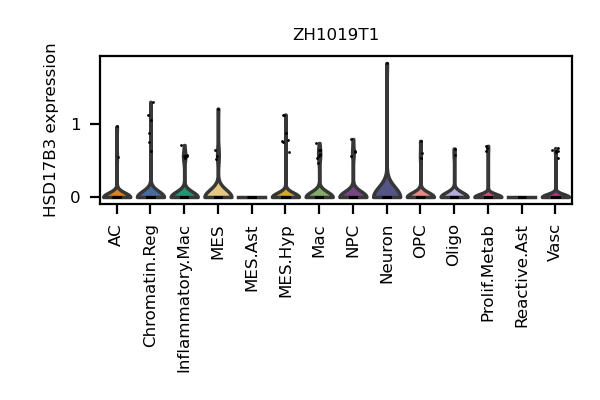 ZH1019T1
HSD17B3 expression
1
0
AC
Chromatin.Reg
Inflammatory.Mac
MES
MES.Ast
MES.Hyp
Mac
NPC
Neuron
OPC
Oligo
Prolif.Metab
Reactive.Ast
Vasc